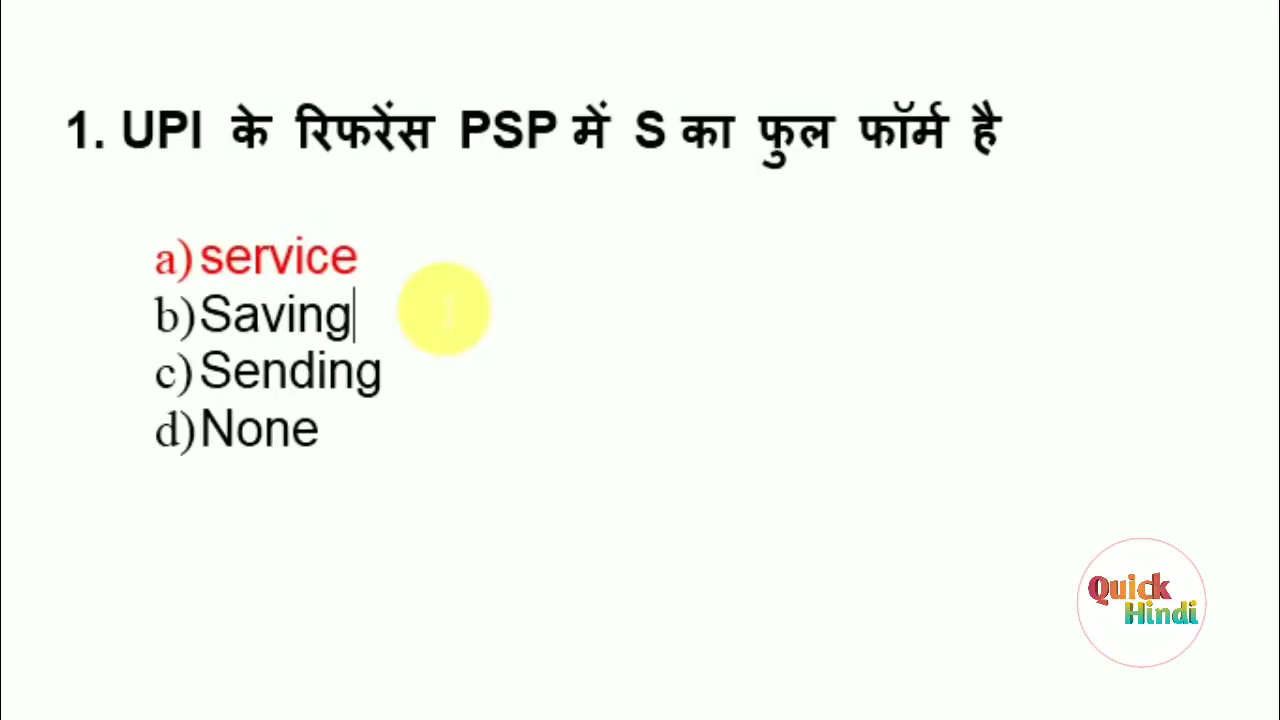 1. UPI के रिफरेंस PSP में S का फुल फॉर्म है
a) service
b) Saving
c) Sending
d) None
Quick
Hindi